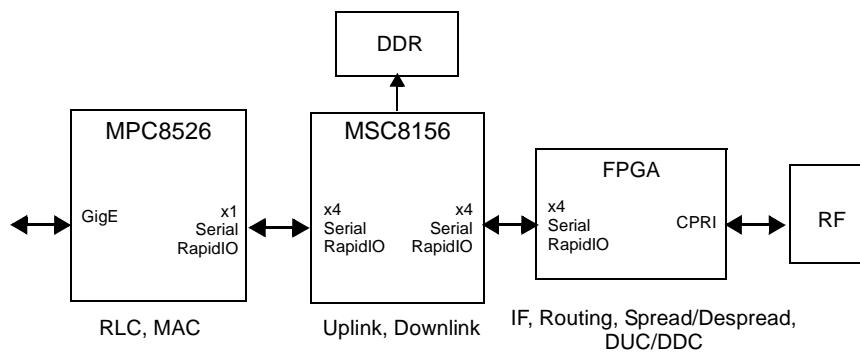 DDR
MPC8526
GigE
x1
Serial
RapidIO
RLC, MAC
MSC8156
x4
Serial
RapidIO
x4
Serial
RapidIO
Uplink, Downlink
FPGA
x4
Serial
RapidIO
CPRI
IF, Routing, Spread/Despread,
DUC/DDC
RF